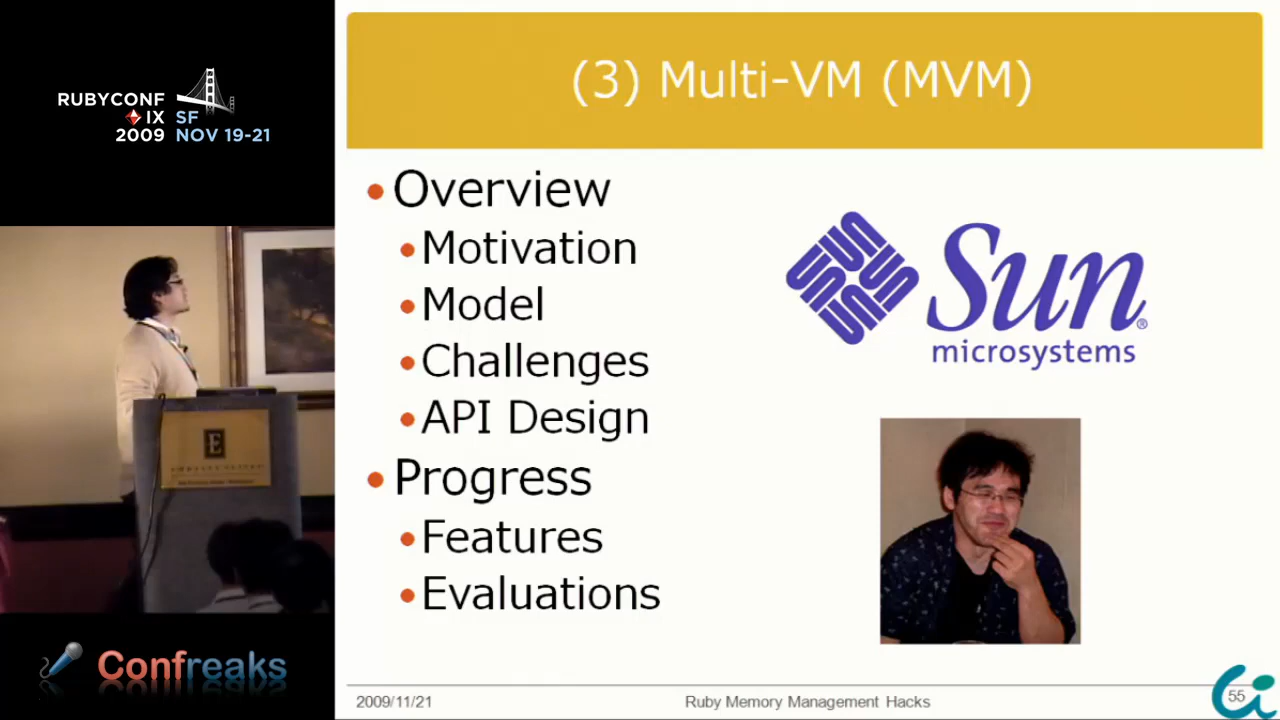 RUBYCONF
IX SF
2009 NOV 19-21
(3) Multi-VM (MVM)
Overview
Motivation
Model
Challenges
API Design
Progress
Features
Evaluations
Sun
microsystems
E
Confreaks
2009/11/21
Ruby Memory Management Hacks
55